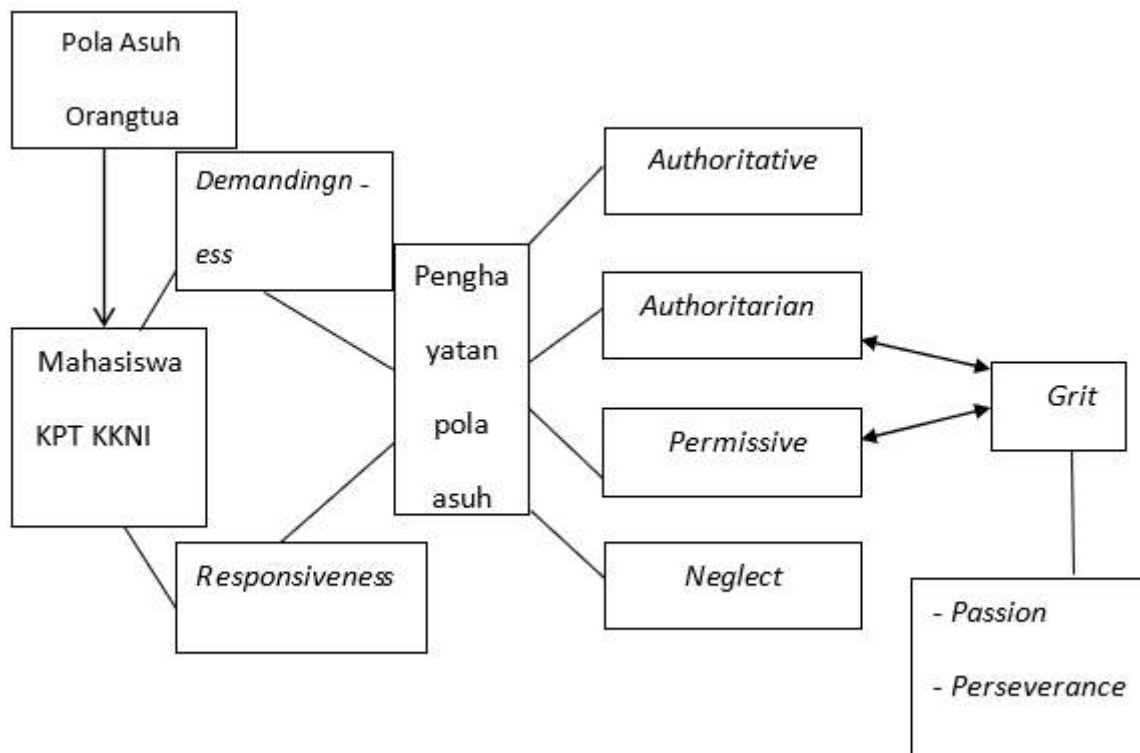 Pola Asuh
Orangtua
Demandingn -
ess
Mahasiswa
KPT KKNI
Responsiveness
Pengha
yatan
pola
asuh
Authoritative
Authoritarian
Permissive
Neglect
Grit
- Passion
- Perseverance